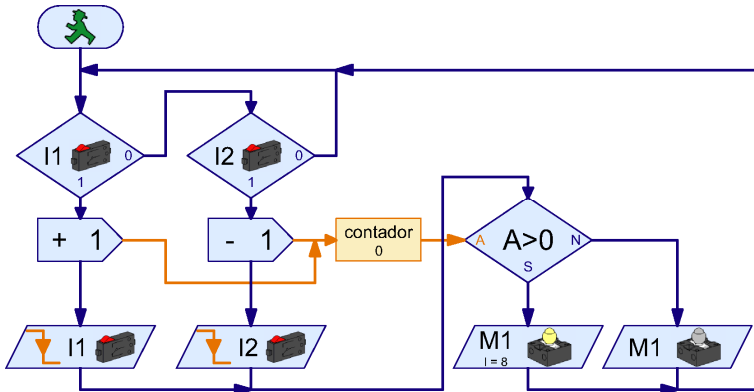 I1 0
1
I2 0
1
+ 1
- 1
contador
0
A A>0 N
S
I1
I2
M1
I = 8
M1